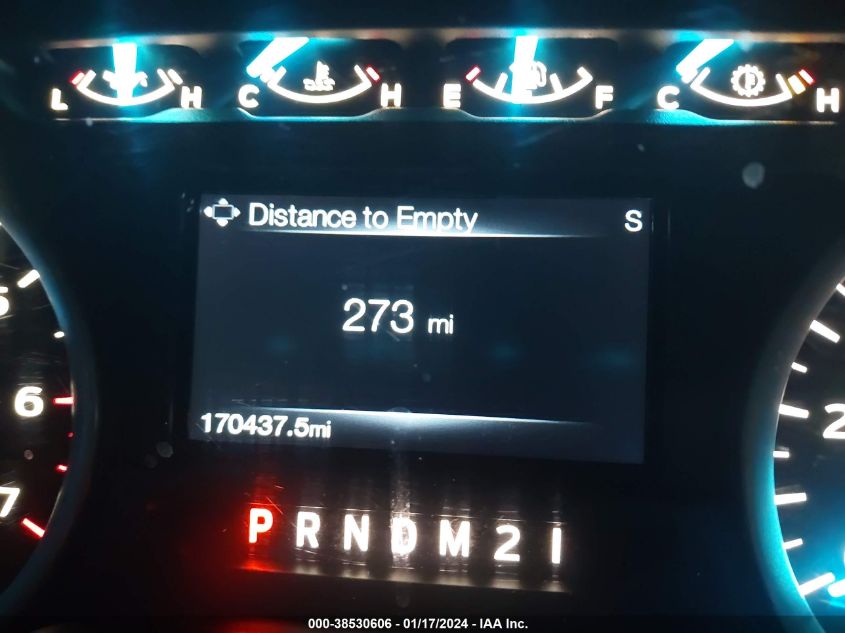 L H C H E F C H
Distance to Empty S
5
273 mi
6
2
170437.5mi
7
P R N D M 2 1
000-38530606 - 01/17/2024 - IAA Inc.